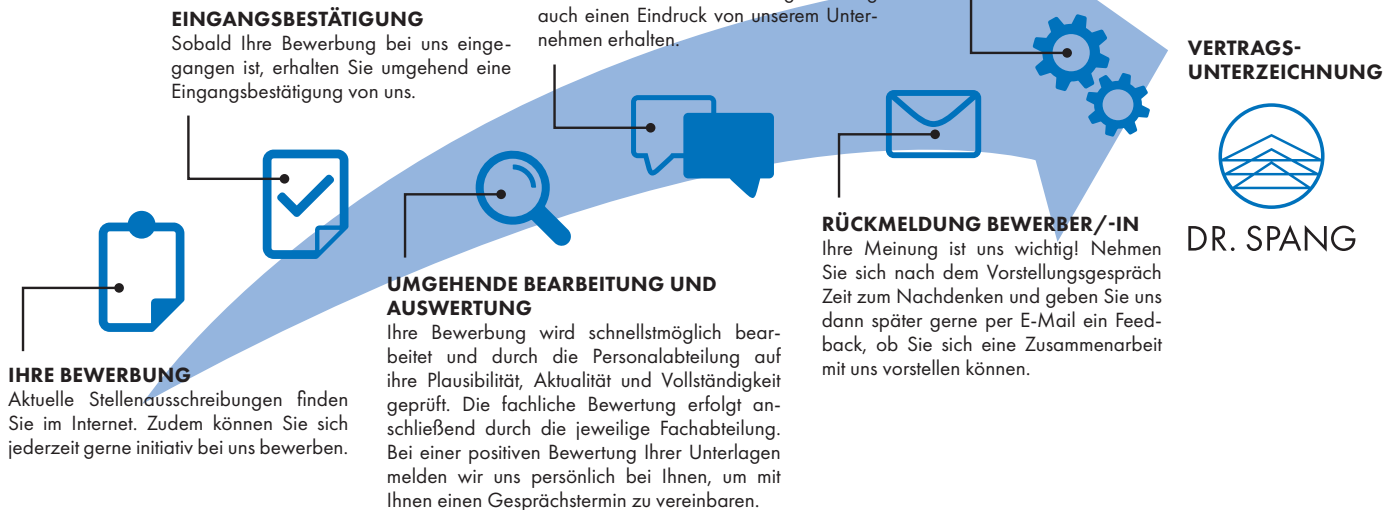 EINGANGSBESTÄTIGUNG
Sobald Ihre Bewerbung bei uns einge-
gangen ist, erhalten Sie umgehend eine
Eingangsbestätigung von uns.
auch einen Eindruck von unserem Unter-
nehmen erhalten.
VERTRAGS-
UNTERZEICHNUNG
DR. SPANG
RÜCKMELDUNG BEWERBER/-IN
Ihre Meinung ist uns wichtig! Nehmen
Sie sich nach dem Vorstellungsgespräch
Zeit zum Nachdenken und geben Sie uns
dann später gerne per E-Mail ein Feed-
back, ob Sie sich eine Zusammenarbeit
mit uns vorstellen können.
UMGEHENDE BEARBEITUNG UND
AUSWERTUNG
Ihre Bewerbung wird schnellstmöglich bear-
beitet und durch die Personalabteilung auf
ihre Plausibilität, Aktualität und Vollständigkeit
geprüft. Die fachliche Bewertung erfolgt an-
schließend durch die jeweilige Fachabteilung.
Bei einer positiven Bewertung Ihrer Unterlagen
melden wir uns persönlich bei Ihnen, um mit
Ihnen einen Gesprächstermin zu vereinbaren.
IHRE BEWERBUNG
Aktuelle Stellenausschreibungen finden
Sie im Internet. Zudem können Sie sich
jederzeit gerne initiativ bei uns bewerben.